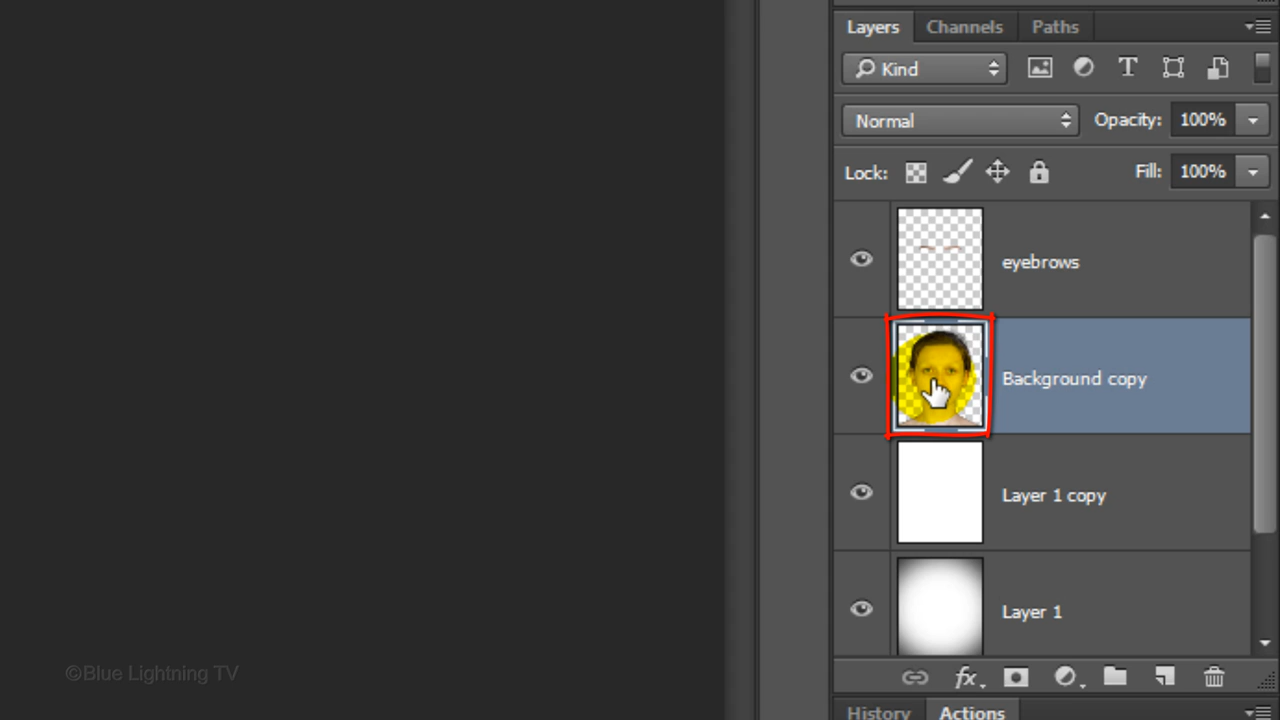 Layers Channels Paths
Kind
Normal Opacity: 100%
Lock: Fill: 100%
eyebrows
Background copy
Layer 1 copy
Layer 1
©Blue Lightning TV
fx
History Actions